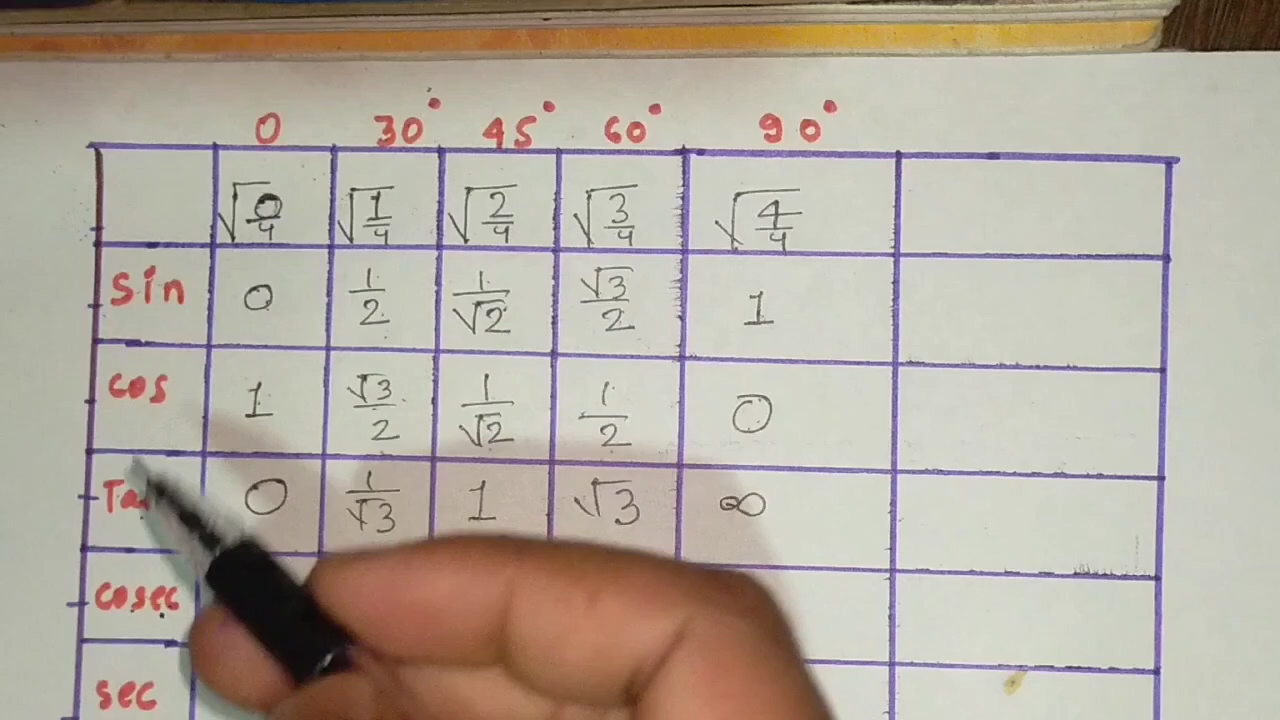 0 30° 45° 60° 90°
√0/4 √1/4 √2/4 √3/4 √4/4
sin 0 1/2 1/√2 √3/2 1
cos 1 √3/2 1/√2 1/2 0
0 1/√3 1 √3 ∞
cosec
sec